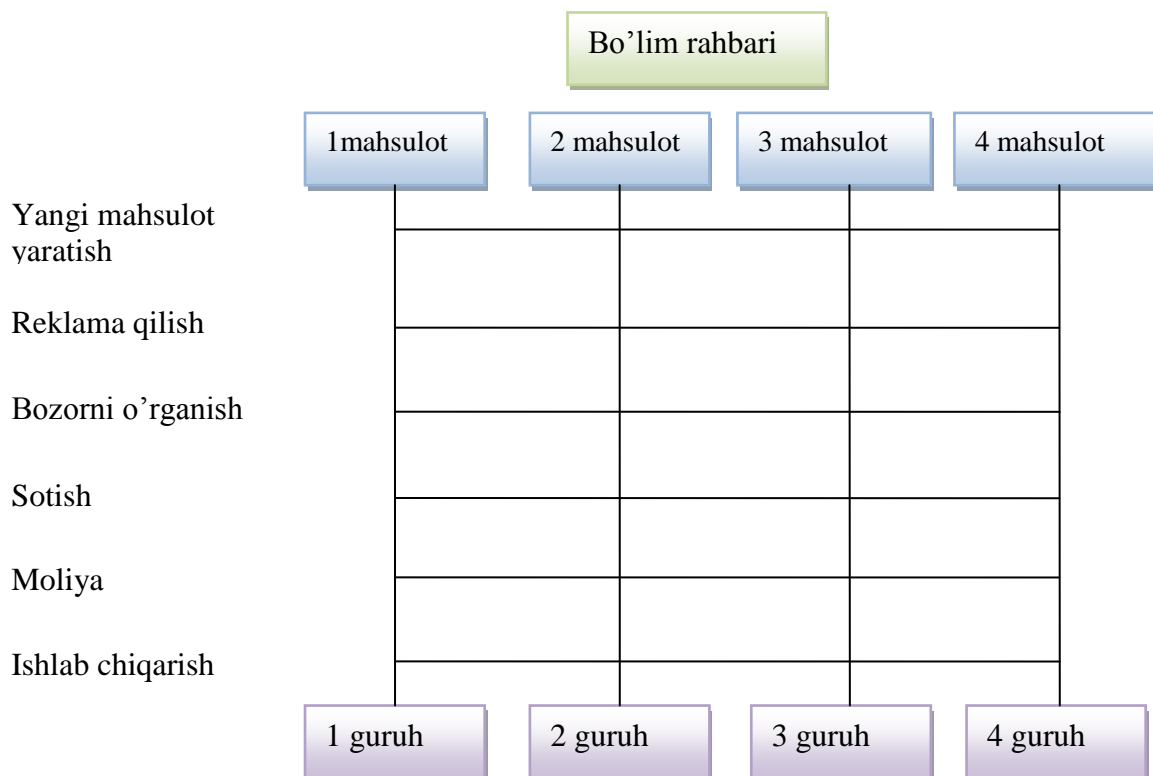 Bo’lim rahbari
1mahsulot
2 mahsulot
3 mahsulot
4 mahsulot
Yangi mahsulot
yaratish
Reklama qilish
Bozorni o’rganish
Sotish
Moliya
Ishlab chiqarish
1 guruh
2 guruh
3 guruh
4 guruh